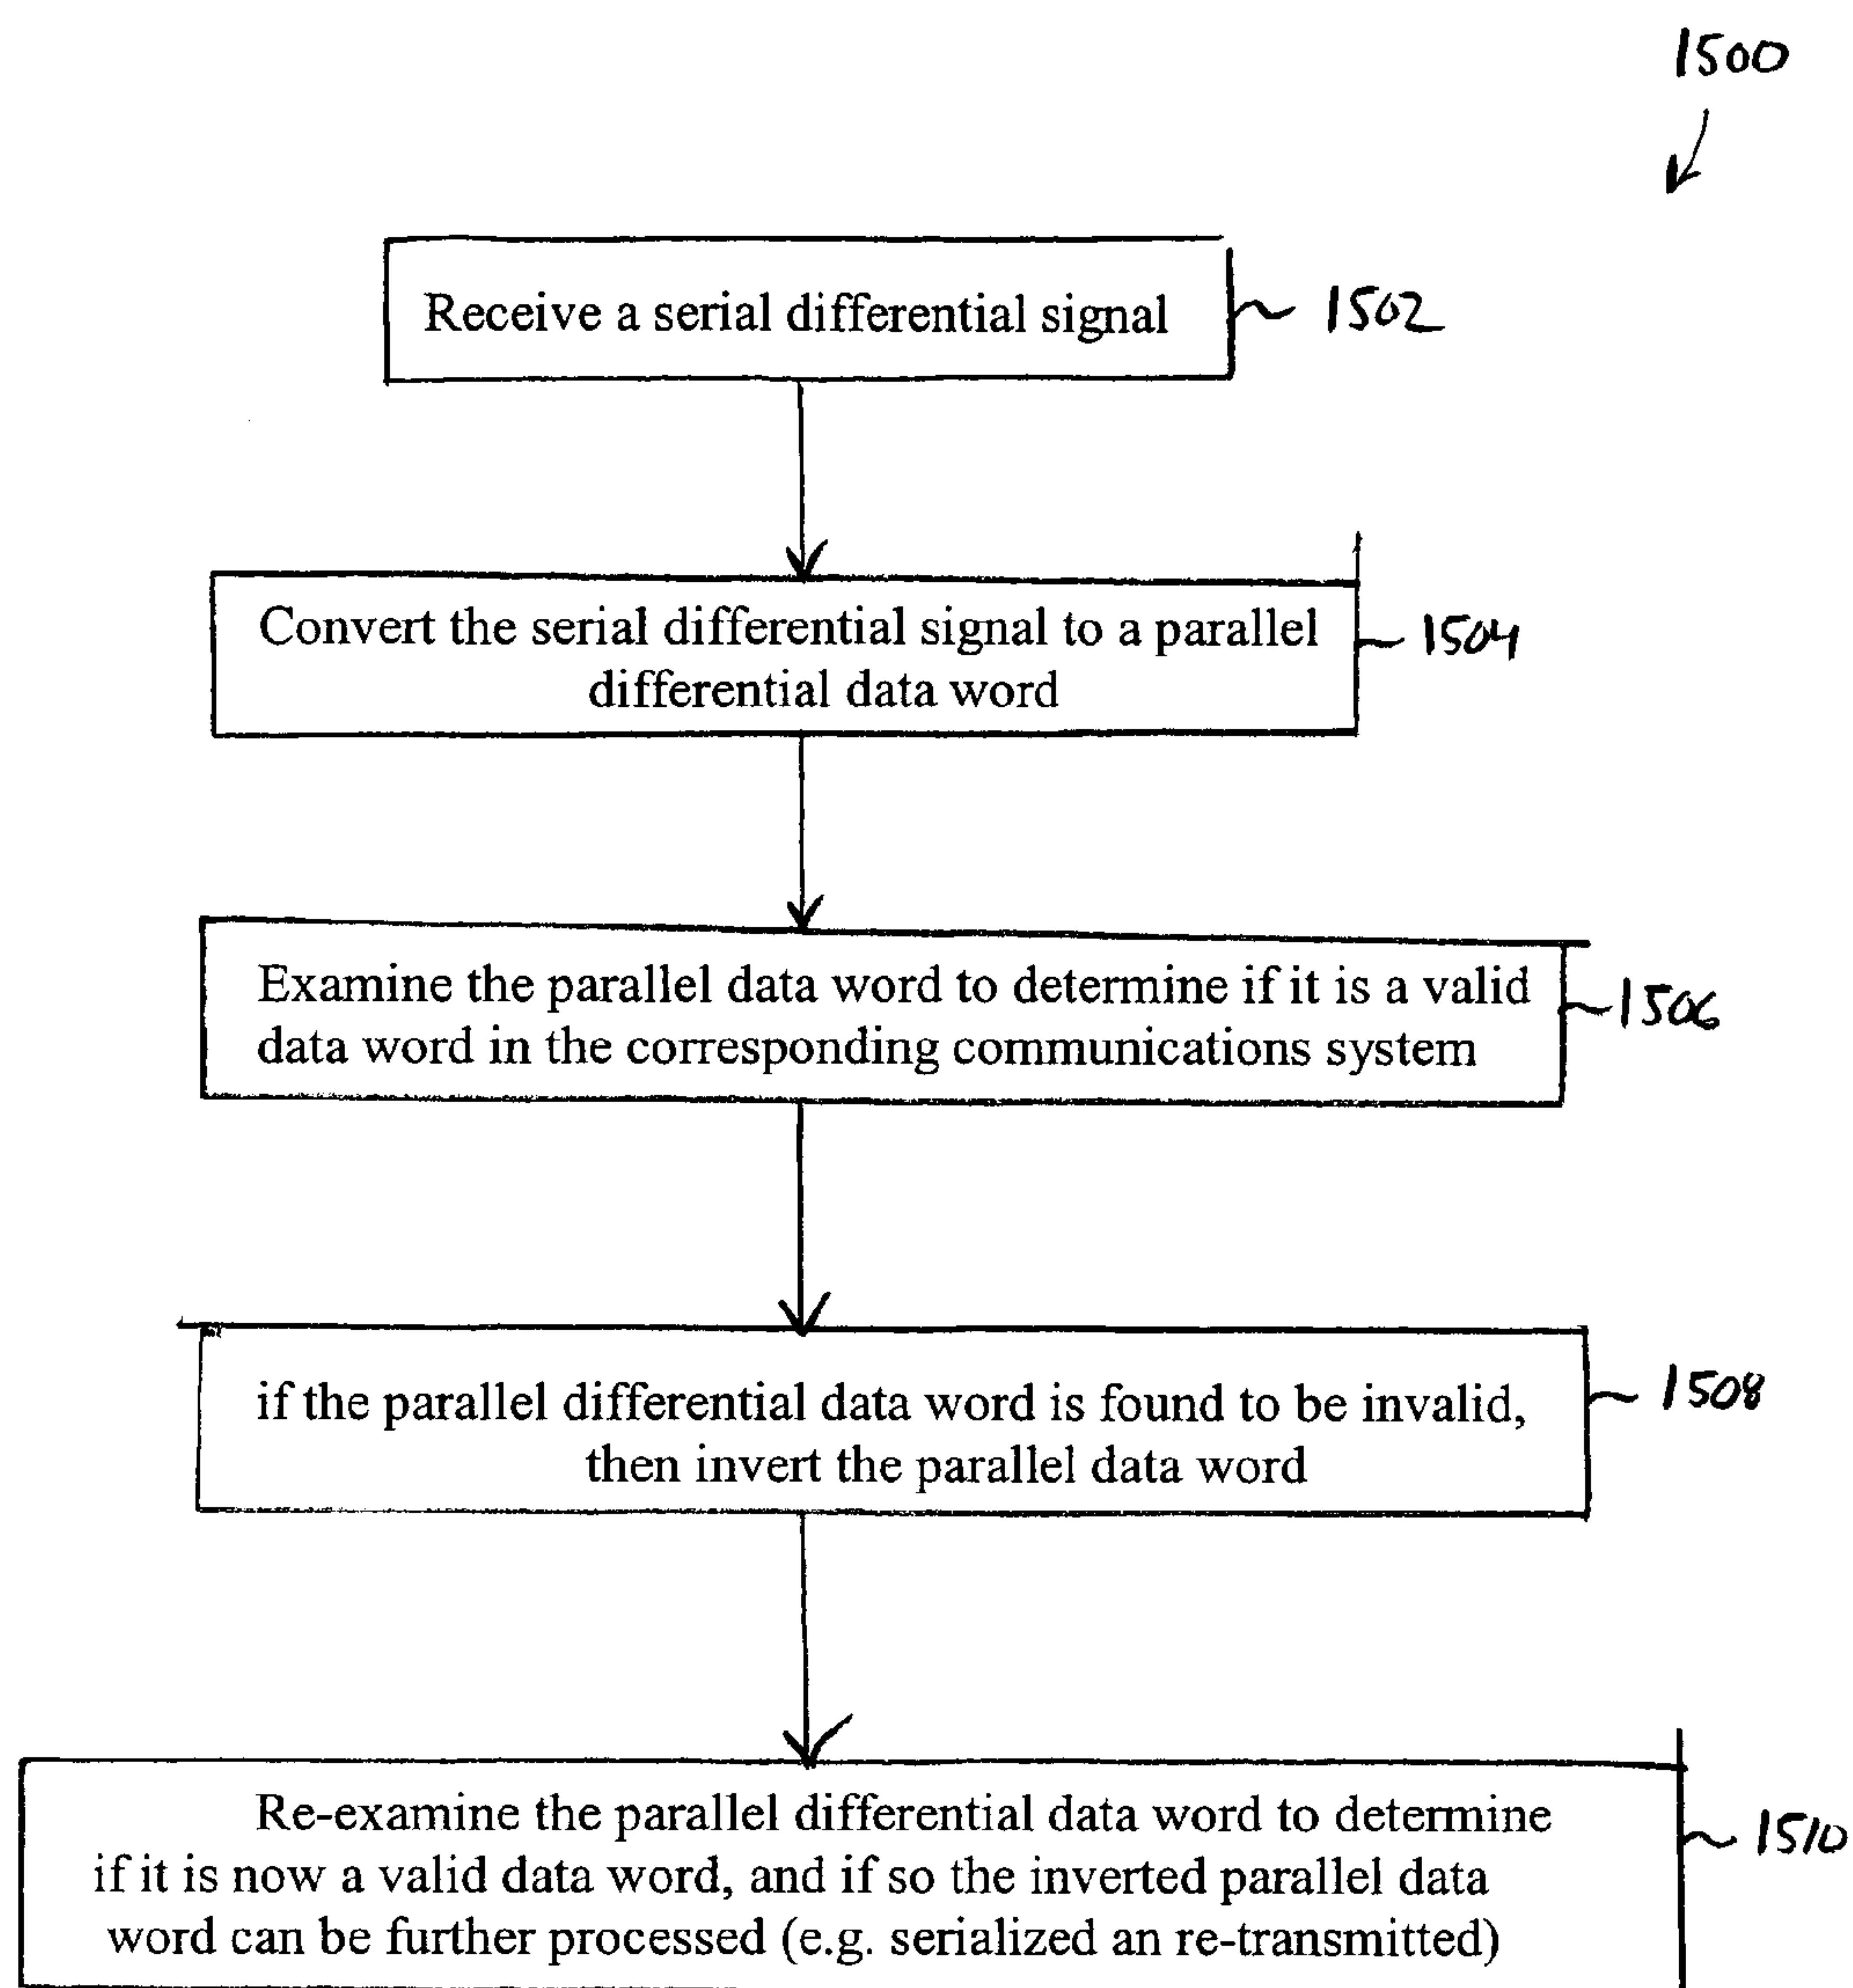 1500
Receive a serial differential signal
1502
Convert the serial differential signal to a parallel
differential data word
1504
Examine the parallel data word to determine if it is a valid
data word in the corresponding communications system
1506
if the parallel differential data word is found to be invalid,
then invert the parallel data word
1508
Re-examine the parallel differential data word to determine
if it is now a valid data word, and if so the inverted parallel data
word can be further processed (e.g. serialized an re-transmitted)
1510